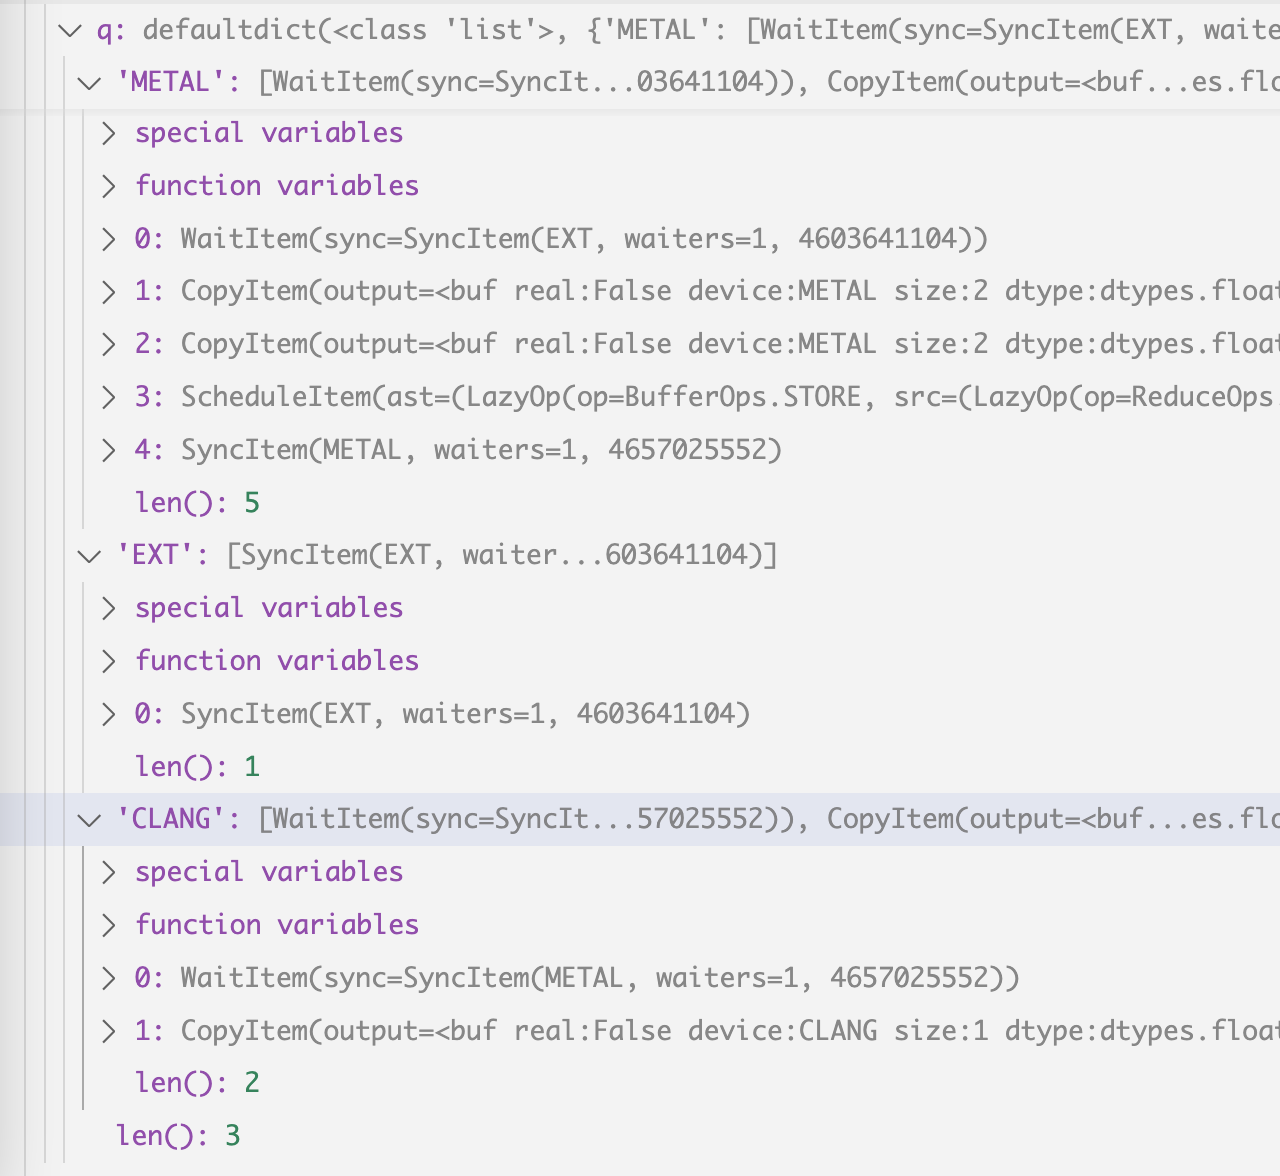 q: defaultdict(<class 'list'>, {'METAL': [WaitItem(sync=SyncItem(EXT, waite
'METAL': [WaitItem(sync=SyncIt...03641104)), CopyItem(output=<buf...es.flo
special variables
function variables
0: WaitItem(sync=SyncItem(EXT, waiters=1, 4603641104))
1: CopyItem(output=<buf real:False device:METAL size:2 dtype:dtypes.float
2: CopyItem(output=<buf real:False device:METAL size:2 dtype:dtypes.float
3: ScheduleItem(ast=(LazyOp(op=BufferOps.STORE, src=(LazyOp(op=ReduceOps.
4: SyncItem(METAL, waiters=1, 4657025552)
len(): 5
'EXT': [SyncItem(EXT, waiter...603641104)]
special variables
function variables
0: SyncItem(EXT, waiters=1, 4603641104)
len(): 1
'CLANG': [WaitItem(sync=SyncIt...57025552)), CopyItem(output=<buf...es.flo
special variables
function variables
0: WaitItem(sync=SyncItem(METAL, waiters=1, 4657025552))
1: CopyItem(output=<buf real:False device:CLANG size:1 dtype:dtypes.float
len(): 2
len(): 3